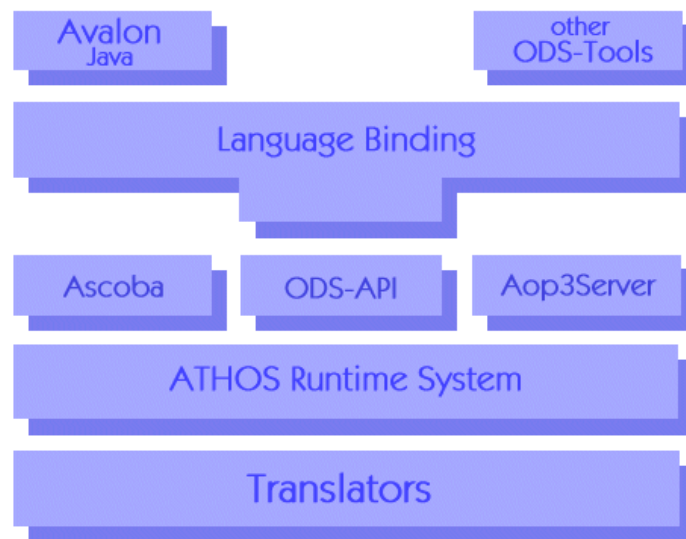 Avalon
Java
other
ODS-Tools
Language Binding
Ascoba
ODS-API
Aop3Server
ATHOS Runtime System
Translators